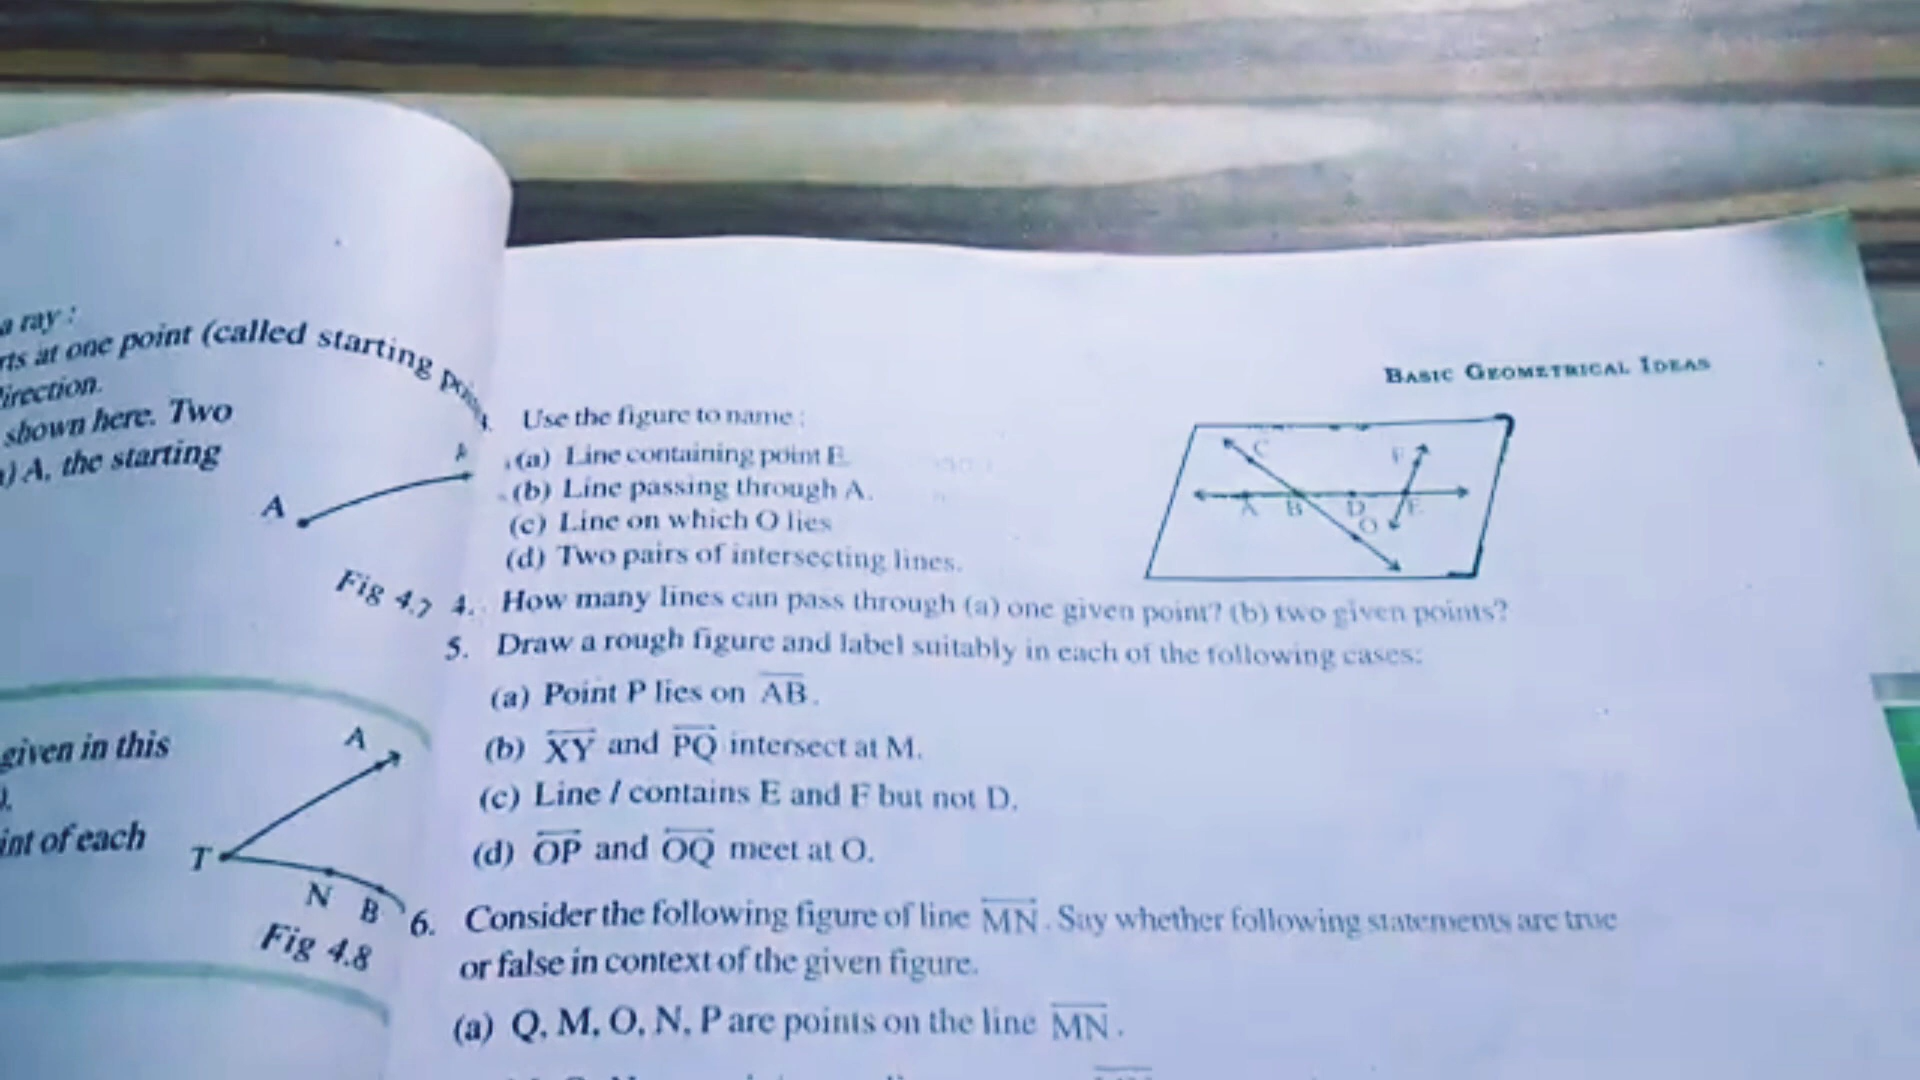 a ray :
rts at one point (called starting
irection.
shown here. Two
) A, the starting
A
Fig 4.7
given in this
int of each
A
T
N
B
Fig 4.8
BASIC GEOMETRICAL IDEAS
Use the figure to name :
(a) Line containing point E.
(b) Line passing through A.
(c) Line on which O lies
(d) Two pairs of intersecting lines.
C
F
A B D E
O
4. How many lines can pass through (a) one given point? (b) two given points?
5. Draw a rough figure and label suitably in each of the following cases:
(a) Point P lies on AB.
(b) XY and PQ intersect at M.
(c) Line l contains E and F but not D.
(d) OP and OQ meet at O.
6. Consider the following figure of line MN. Say whether following statements are true
or false in context of the given figure.
(a) Q, M, O, N, P are points on the line MN.